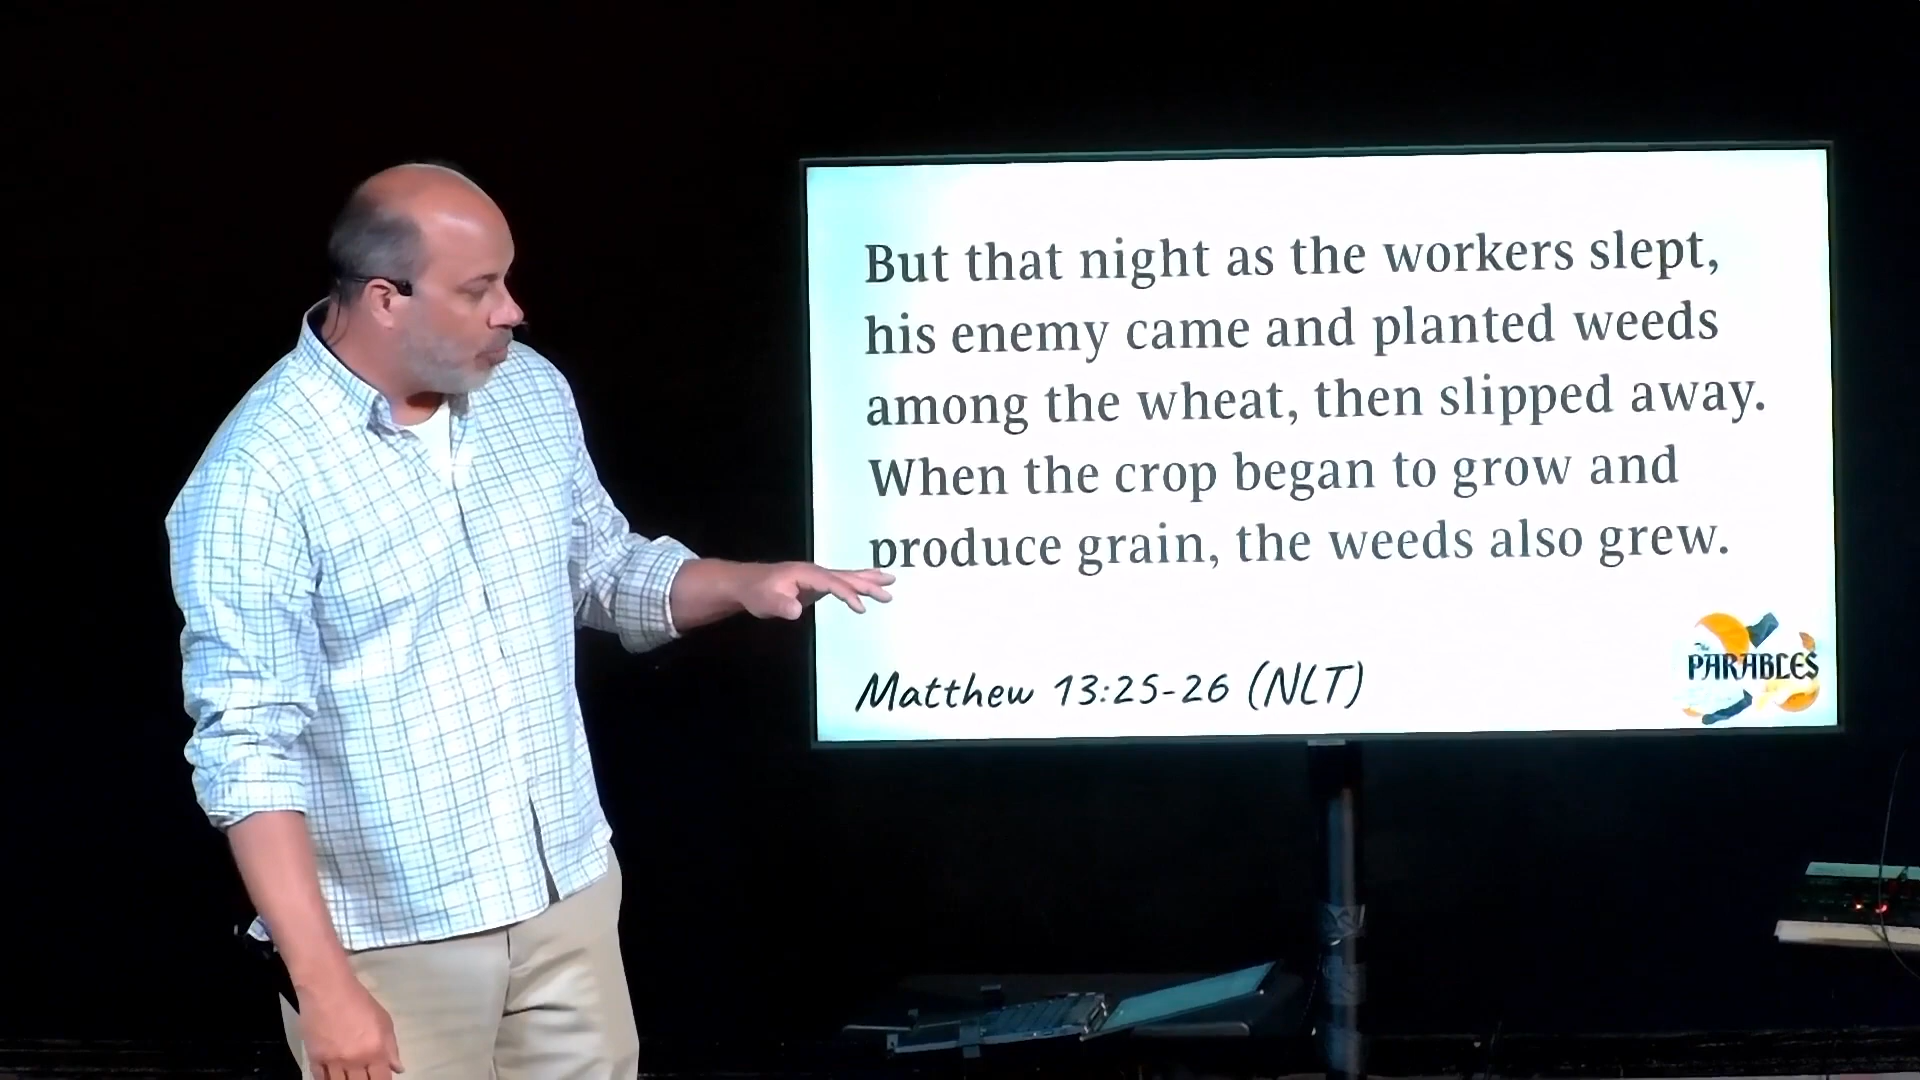 But that night as the workers slept,
his enemy came and planted weeds
among the wheat, then slipped away.
When the crop began to grow and
produce grain, the weeds also grew.
Matthew 13:25-26 (NLT)
The
PARABLES